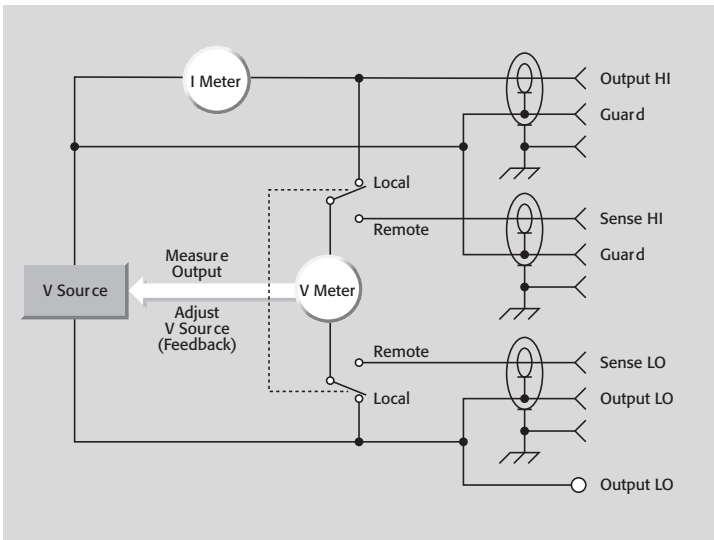 I Meter
Output HI
Guard
Local
Remote
Sense HI
Guard
Measure
Output
V Source
V Meter
Adjust
V Source
(Feedback)
Remote
Local
Sense LO
Output LO
Output LO